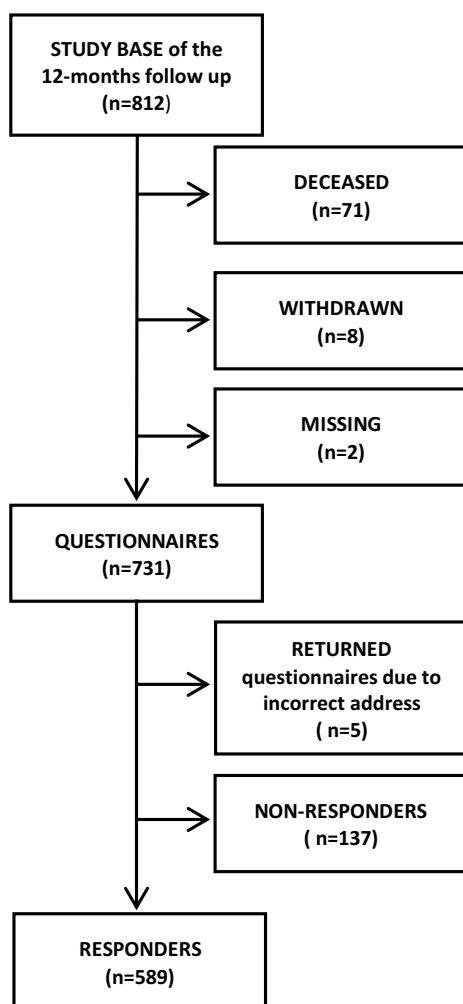 STUDY BASE of the
12-months follow up
(n=812)
DECEASED
(n=71)
WITHDRAWN
(n=8)
MISSING
(n=2)
QUESTIONNAIRES
(n=731)
RETURNED
questionnaires due to
incorrect address
( n=5)
NON-RESPONDERS
( n=137)
RESPONDERS
(n=589)